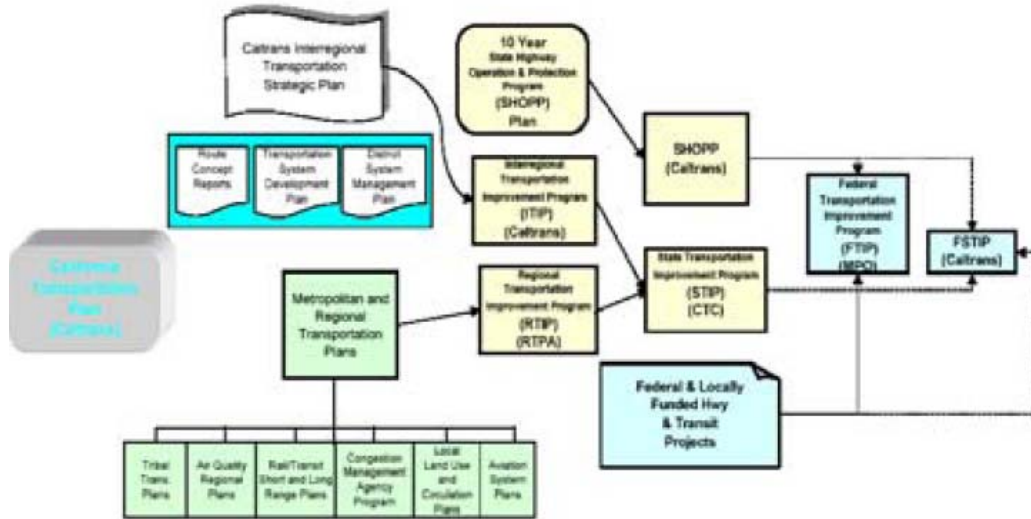 Caltrans Interregional
Transportation
Strategic Plan
10 Year
State Highway
Operation & Protection
Program
(SHOPP)
Plan
SHOPP
(Caltrans)
Route
Concept
Reports
Transportation
System
Development
Plan
District
System
Management
Plan
Interregional
Transportation
Improvement Program
(ITIP)
(Caltrans)
Federal
Transportation
Improvement
Program
(FTIP)
(MPO)
FSTIP
(Caltrans)
California
Transportation
Plan
(Caltrans)
Metropolitan and
Regional
Transportation
Plans
Regional
Transportation
Improvement Program
(RTIP)
(RTPA)
State Transportation
Improvement Program
(STIP)
(CTC)
Federal & Locally
Funded Hwy
& Transit
Projects
Tribal
Trans.
Plans
Air Quality
Regional
Plans
Rail/Transit
Short and Long
Range Plans
Congestion
Management
Agency
Program
Local
Land Use
and
Circulation
Plans
Aviation
System
Plans